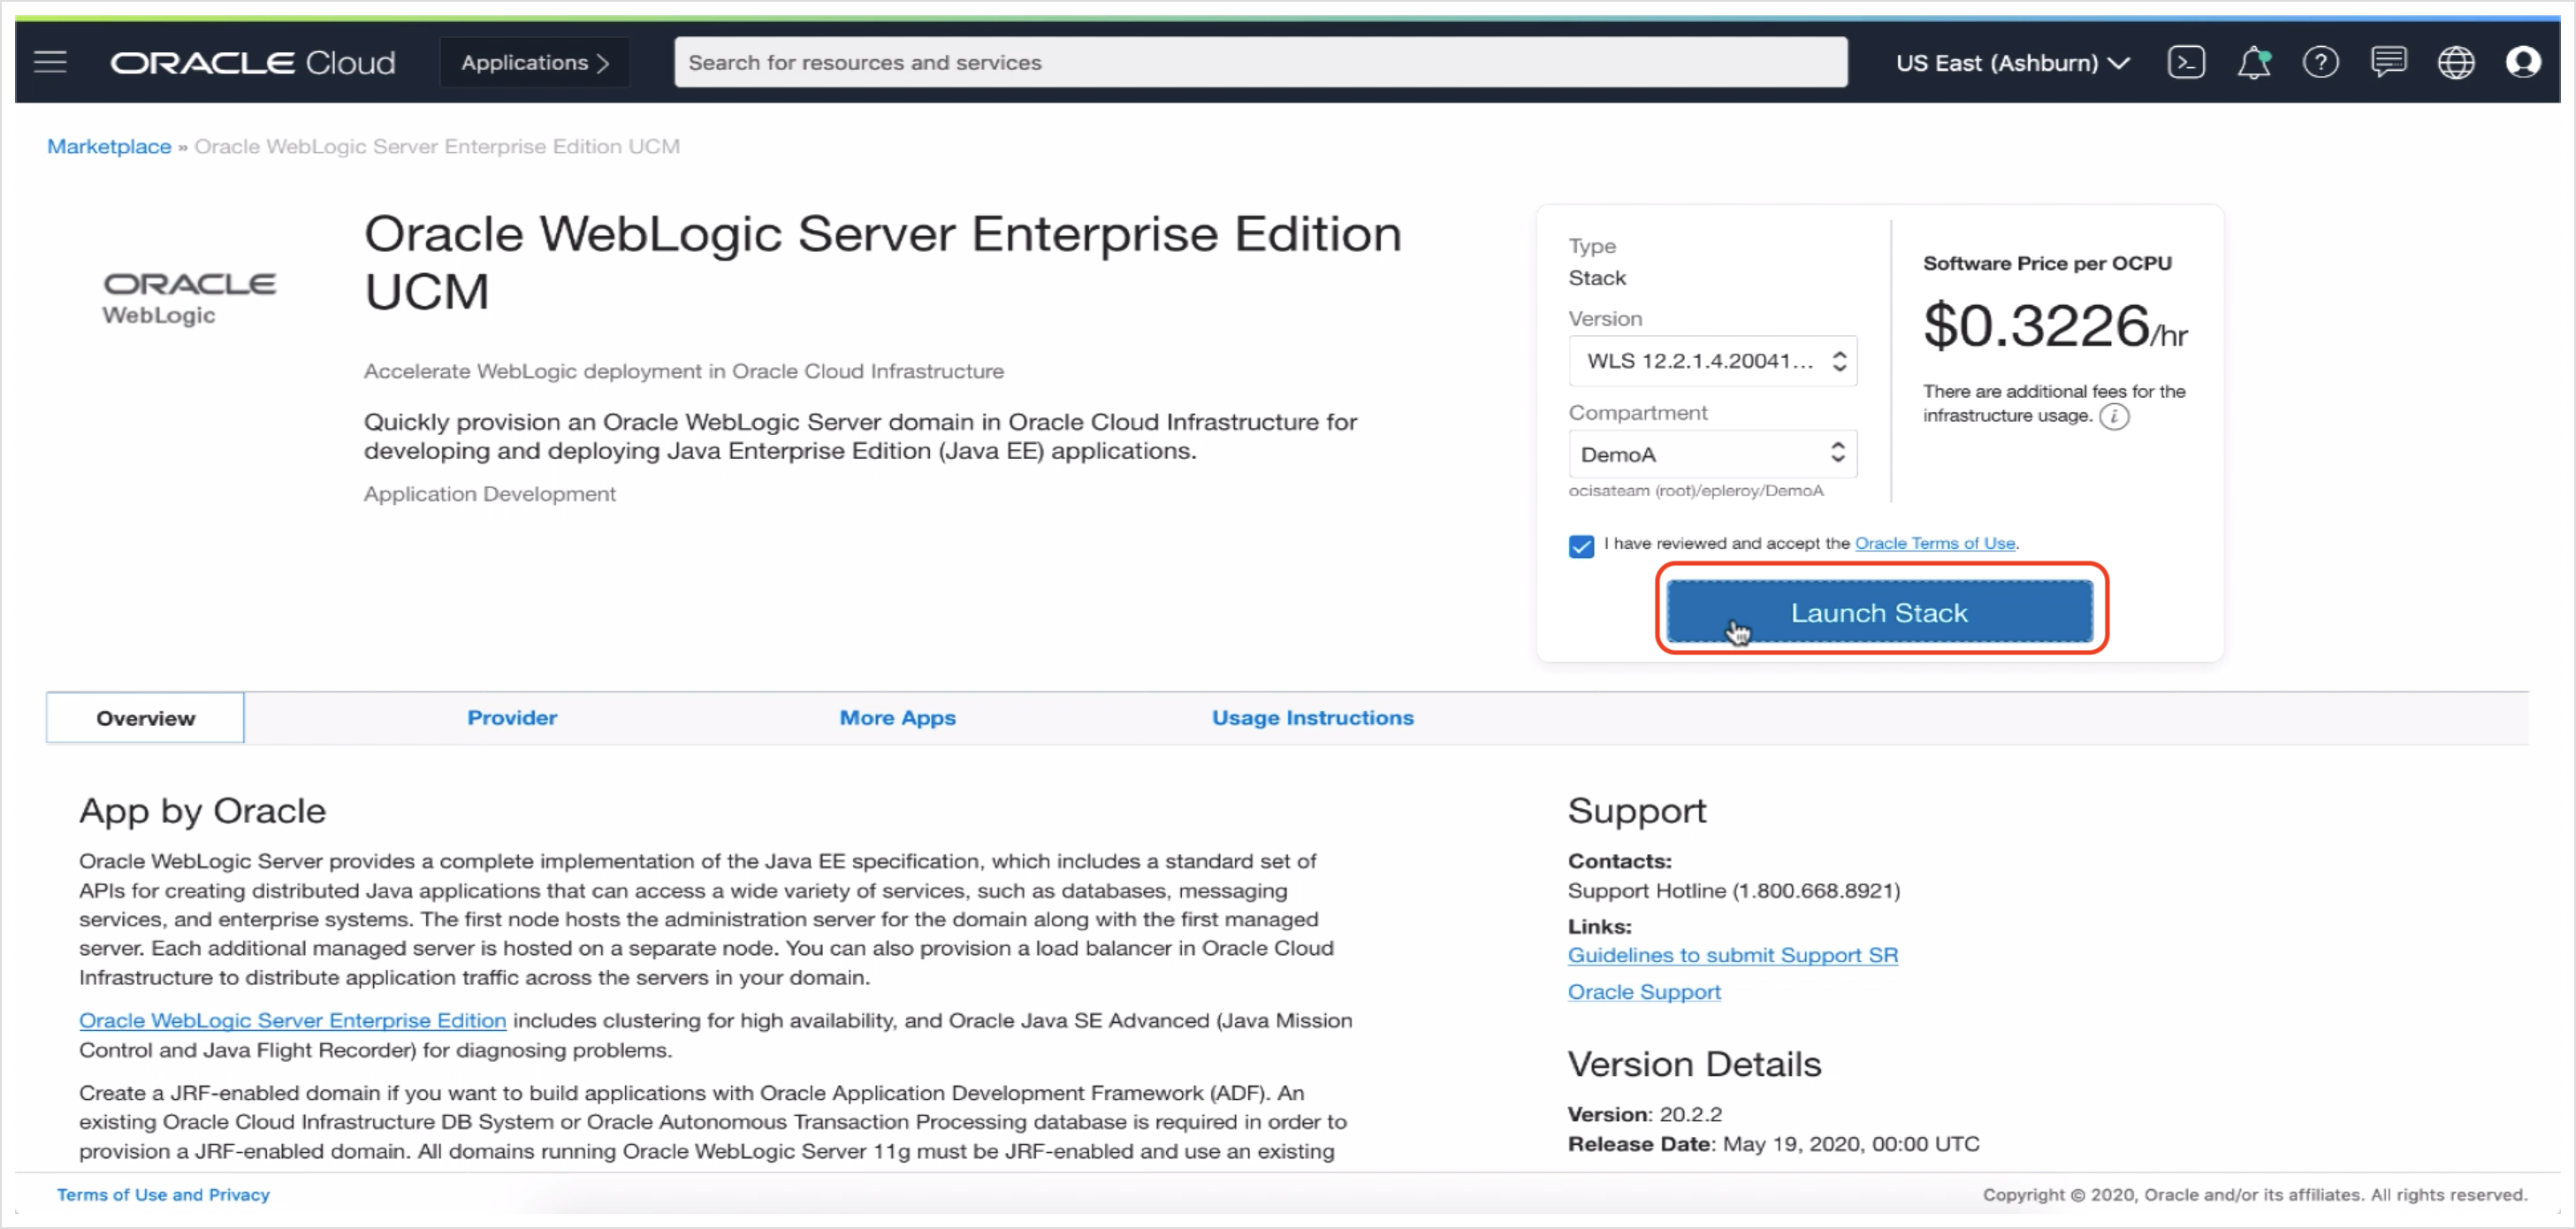 ORACLE Cloud
Applications >
Search for resources and services
US East (Ashburn)
Marketplace » Oracle WebLogic Server Enterprise Edition UCM
ORACLE
WebLogic
Oracle WebLogic Server Enterprise Edition
UCM
Accelerate WebLogic deployment in Oracle Cloud Infrastructure
Quickly provision an Oracle WebLogic Server domain in Oracle Cloud Infrastructure for
developing and deploying Java Enterprise Edition (Java EE) applications.
Application Development
Type
Stack
Version
WLS 12.2.1.4.20041...
Compartment
DemoA
ocisateam (root)/epleroy/DemoA
Software Price per OCPU
$0.3226/hr
There are additional fees for the
infrastructure usage. i
I have reviewed and accept the Oracle Terms of Use.
Launch Stack
Overview
Provider
More Apps
Usage Instructions
App by Oracle
Oracle WebLogic Server provides a complete implementation of the Java EE specification, which includes a standard set of
APIs for creating distributed Java applications that can access a wide variety of services, such as databases, messaging
services, and enterprise systems. The first node hosts the administration server for the domain along with the first managed
server. Each additional managed server is hosted on a separate node. You can also provision a load balancer in Oracle Cloud
Infrastructure to distribute application traffic across the servers in your domain.
Oracle WebLogic Server Enterprise Edition includes clustering for high availability, and Oracle Java SE Advanced (Java Mission
Control and Java Flight Recorder) for diagnosing problems.
Create a JRF-enabled domain if you want to build applications with Oracle Application Development Framework (ADF). An
existing Oracle Cloud Infrastructure DB System or Oracle Autonomous Transaction Processing database is required in order to
provision a JRF-enabled domain. All domains running Oracle WebLogic Server 11g must be JRF-enabled and use an existing
Support
Contacts:
Support Hotline (1.800.668.8921)
Links:
Guidelines to submit Support SR
Oracle Support
Version Details
Version: 20.2.2
Release Date: May 19, 2020, 00:00 UTC
Terms of Use and Privacy
Copyright © 2020, Oracle and/or its affiliates. All rights reserved.